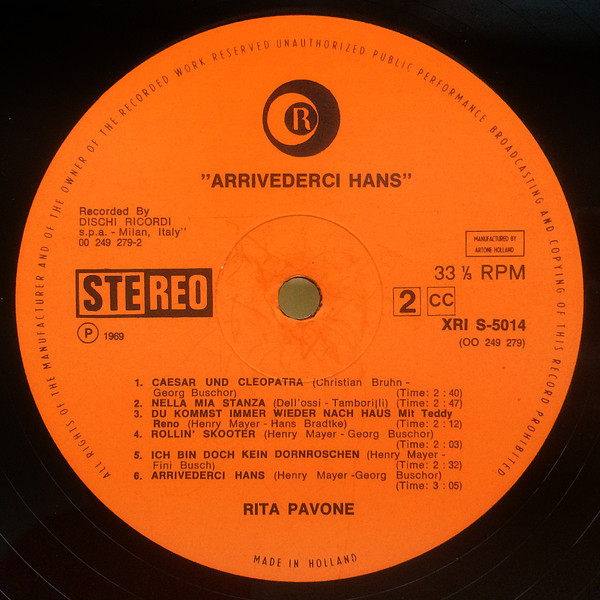 ALL RIGHTS OF THE MANUFACTURER AND OF THE OWNER OF THE RECORDED WORK RESERVED UNAUTHORIZED PUBLIC PERFORMANCE BROADCASTING AND COPYING OF THIS RECORD PROHIBITED
R
"ARRIVEDERCI HANS"
Recorded By
DISCHI RICORDI
s.p.a. - Milan, Italy"
00 249 279-2
MANUFACTURED BY
ARTONE-HOLLAND
33 ⅓ RPM
STEREO
2 CC
XRI S-5014
(OO 249 279)
P 1969
1. CAESAR UND CLEOPATRA (Christian Bruhn -
Georg Buschor) (Time: 2 : 40)
2. NELLA MIA STANZA (Dell'ossi - Tamborilli) (Time: 2 : 47)
3. DU KOMMST IMMER WIEDER NACH HAUS Mit Teddy
Reno (Henry Mayer - Hans Bradtke) (Time: 2 : 12)
4. ROLLIN' SKOOTER (Henry Mayer - Georg Buschor)
(Time: 2 : 03)
5. ICH BIN DOCH KEIN DORNROSCHEN (Henry Mayer -
Fini Busch) (Time: 2 : 32)
6. ARRIVEDERCI HANS (Henry Mayer -Georg Buschor)
(Time: 3 : 05)
RITA PAVONE
MADE IN HOLLAND